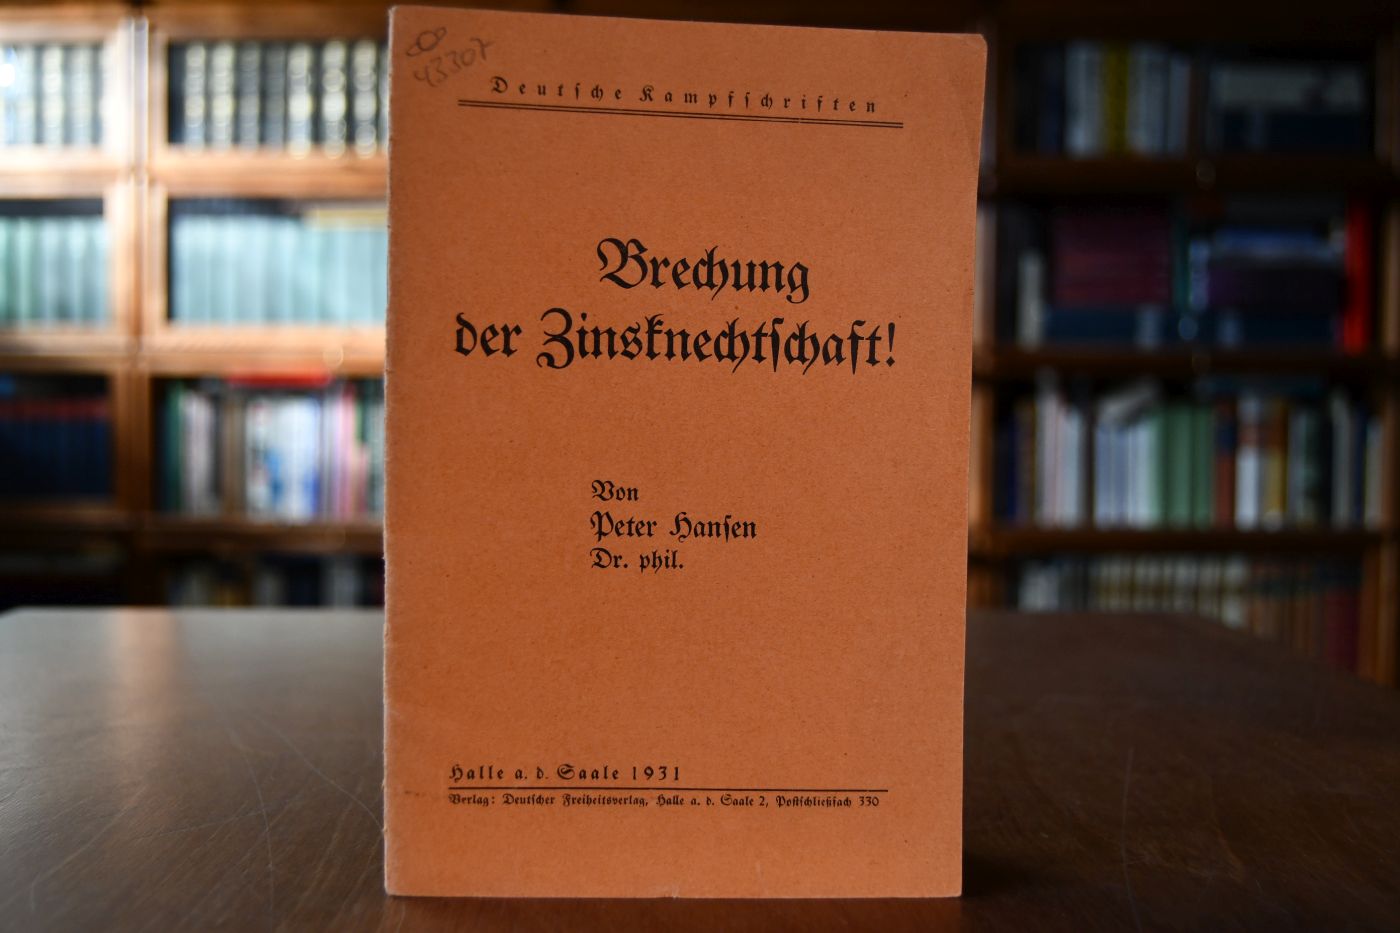 43307
Deutsche Kampfschriften
Brechung
der Zinsknechtschaft!
Von
Peter Hansen
Dr. phil.
Halle a. d. Saale 1931
Verlag: Deutscher Freiheitsverlag, Halle a. d. Saale 2, Postschließfach 330